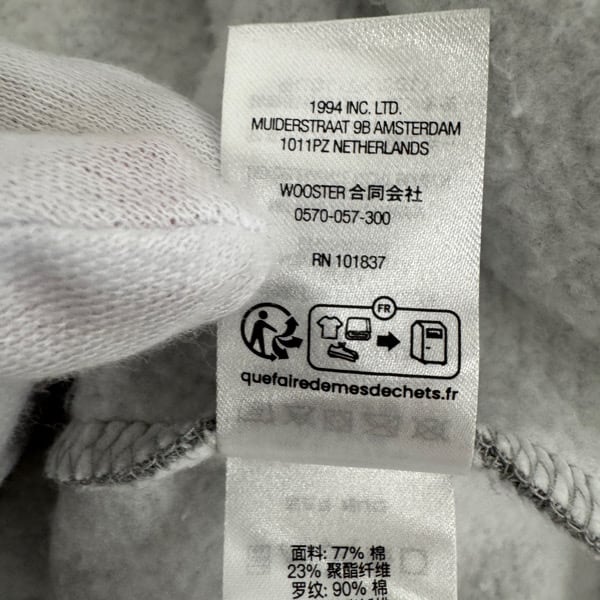 1994 INC. LTD.
MUIDERSTRAAT 9B AMSTERDAM
1011PZ NETHERLANDS
WOOSTER 合同会社
0570-057-300
RN 101837
FR
quefairedemesdechets.fr
面料: 77% 棉
23% 聚酯纤维
罗纹: 90% 棉